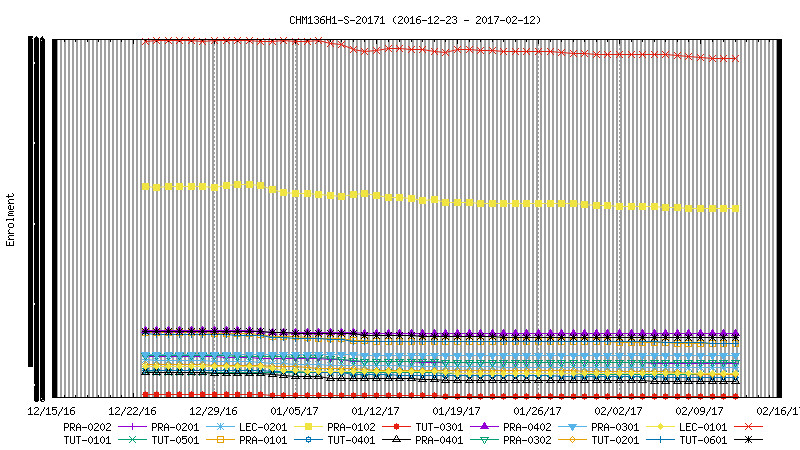 CHM136H1-S-20171 (2016-12-23 - 2017-02-12)
Enrolment
12/15/16 12/22/16 12/29/16 01/05/17 01/12/17 01/19/17 01/26/17 02/02/17 02/09/17 02/16/17
PRA-0202 PRA-0201 LEC-0201 PRA-0102 TUT-0301 PRA-0402 PRA-0301 LEC-0101
TUT-0101 TUT-0501 PRA-0101 TUT-0401 PRA-0401 PRA-0302 TUT-0201 TUT-0601